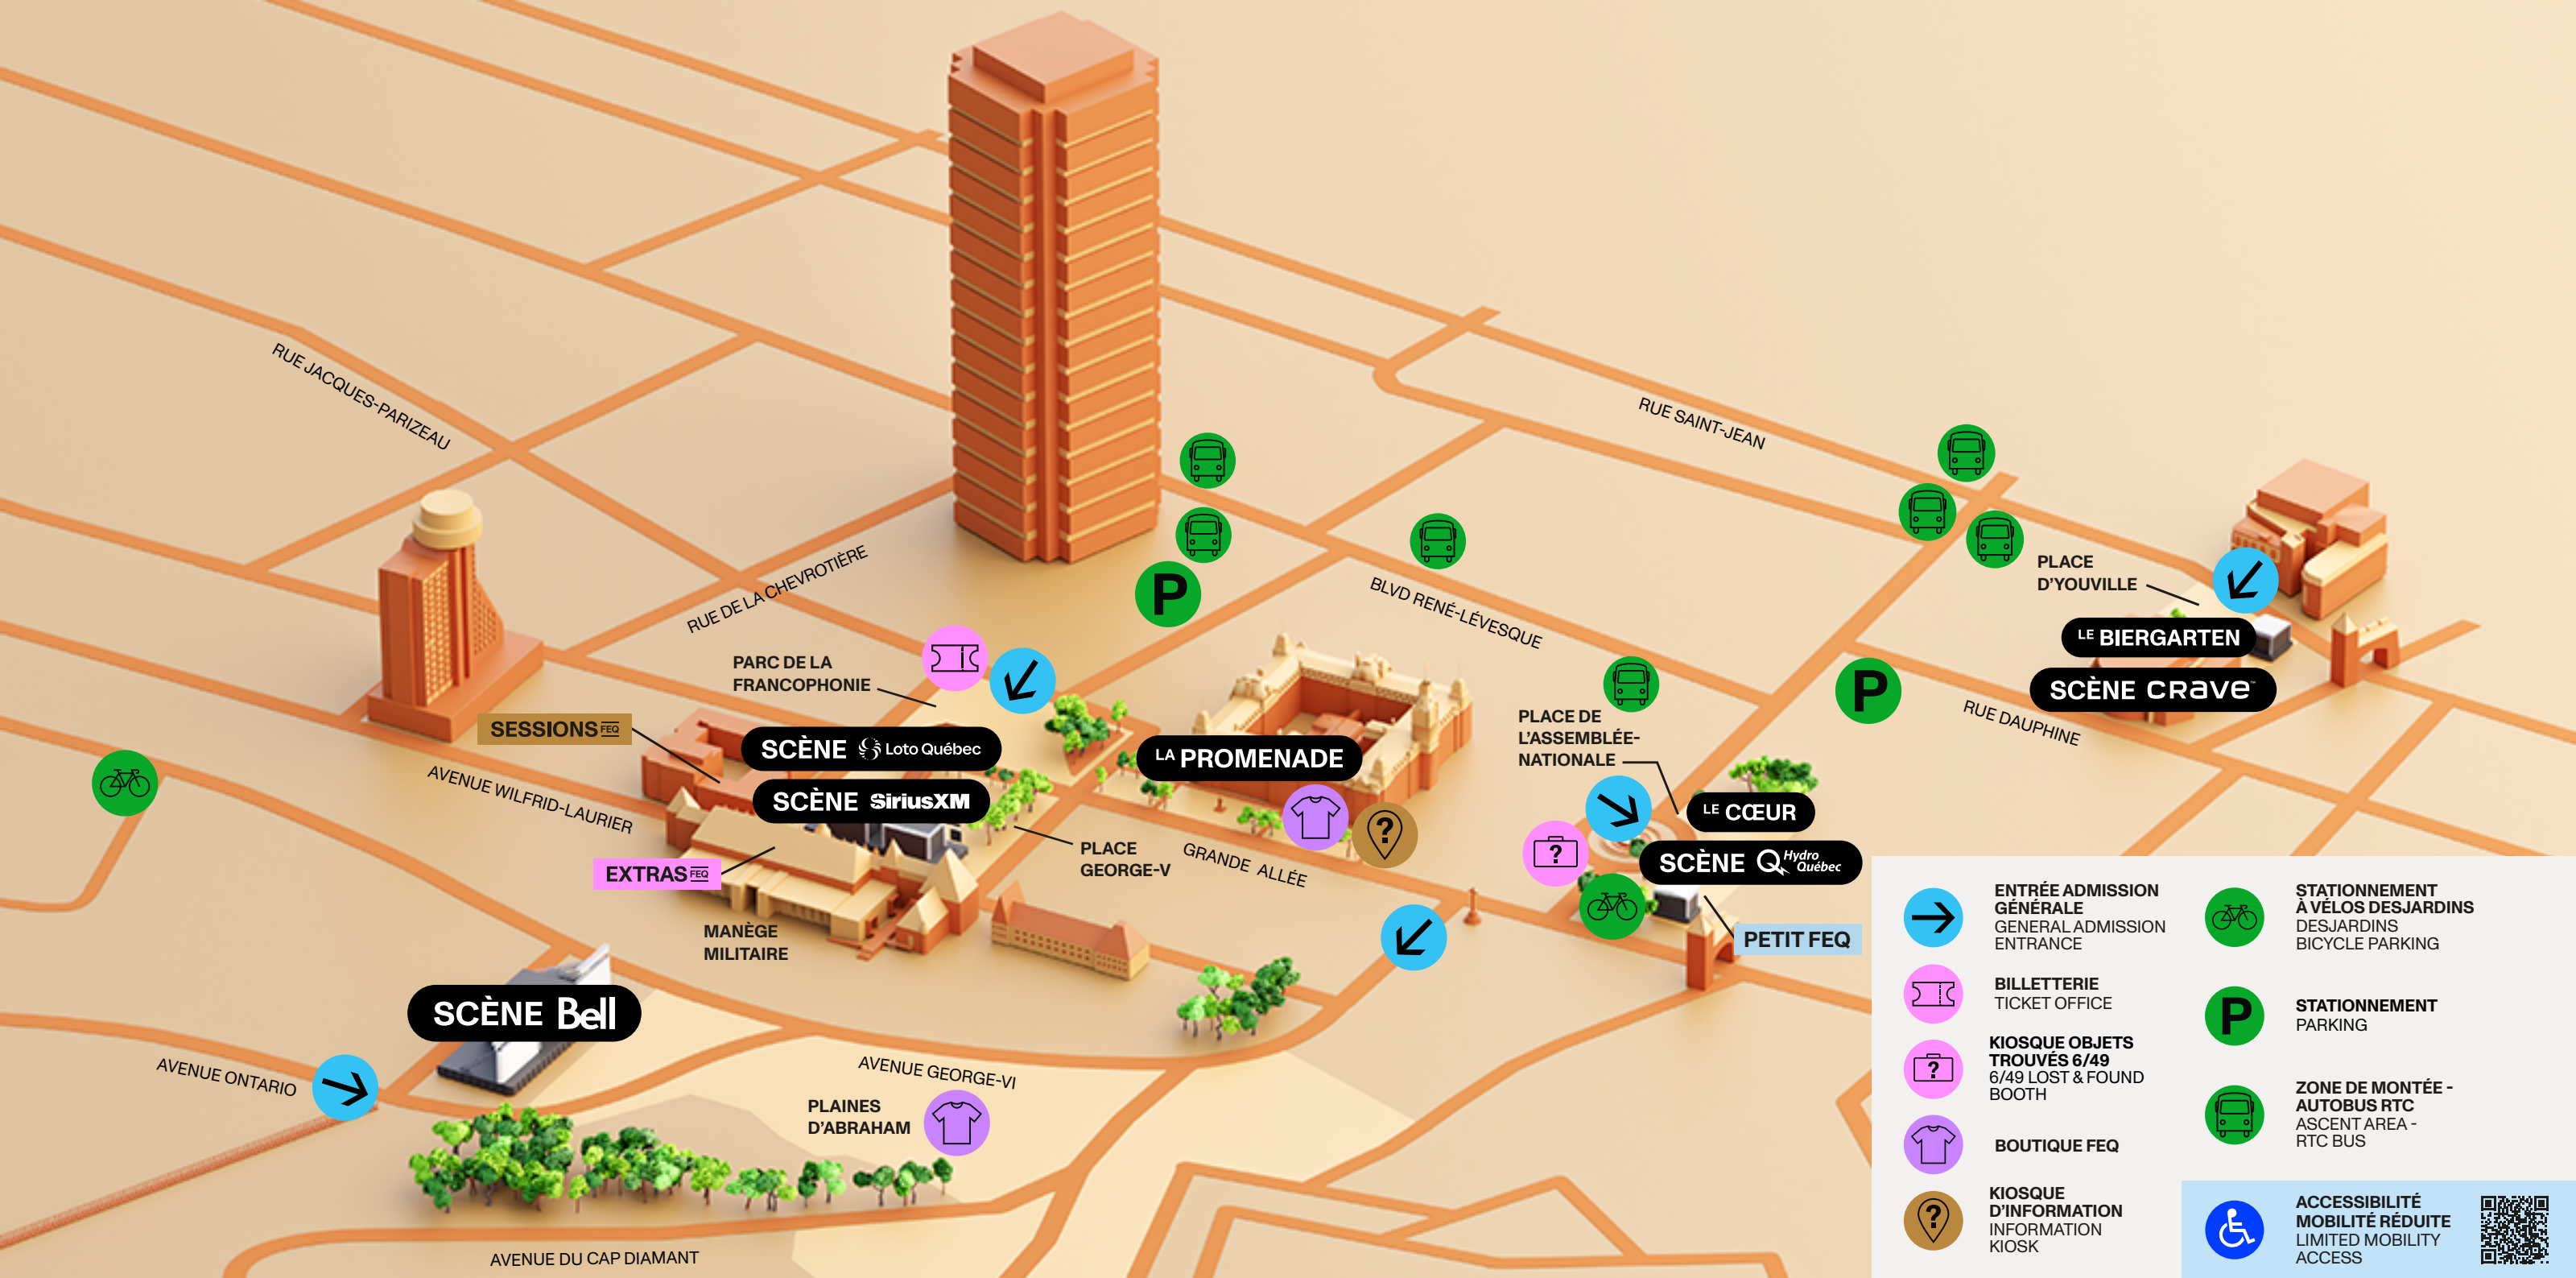 RUE JACQUES-PARIZEAU
RUE SAINT-JEAN
RUE DE LA CHEVROTIÈRE
BLVD RENÉ-LÉVESQUE
P
PLACE
D'YOUVILLE
LE BIERGARTEN
SCÈNE CRAVE™
RUE DAUPHINE
P
PARC DE LA
FRANCOPHONIE
SESSIONS FEQ
SCÈNE Loto Québec
SCÈNE SiriusXM
LA PROMENADE
PLACE DE
L'ASSEMBLÉE-
NATIONALE
LE CŒUR
SCÈNE Hydro
Québec
?
?
AVENUE WILFRID-LAURIER
EXTRAS FEQ
PLACE
GEORGE-V
GRANDE ALLÉE
PETIT FEQ
MANÈGE
MILITAIRE
SCÈNE Bell
AVENUE ONTARIO
AVENUE GEORGE-VI
PLAINES
D'ABRAHAM
AVENUE DU CAP DIAMANT
ENTRÉE ADMISSION
GÉNÉRALE
GENERAL ADMISSION
ENTRANCE
BILLETTERIE
TICKET OFFICE
?
KIOSQUE OBJETS
TROUVÉS 6/49
6/49 LOST & FOUND
BOOTH
BOUTIQUE FEQ
?
KIOSQUE
D'INFORMATION
INFORMATION
KIOSK
STATIONNEMENT
À VÉLOS DESJARDINS
DESJARDINS
BICYCLE PARKING
P
STATIONNEMENT
PARKING
ZONE DE MONTÉE -
AUTOBUS RTC
ASCENT AREA -
RTC BUS
ACCESSIBILITÉ
MOBILITÉ RÉDUITE
LIMITED MOBILITY
ACCESS